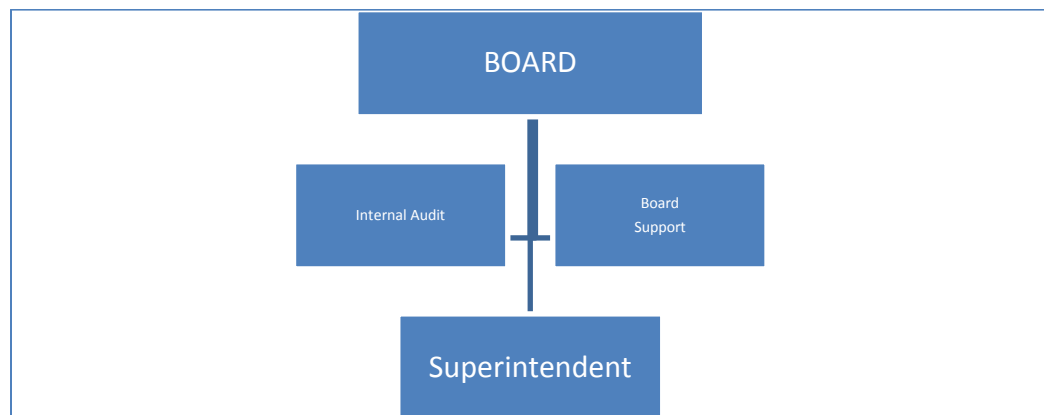 BOARD
Internal Audit
Board
Support
Superintendent